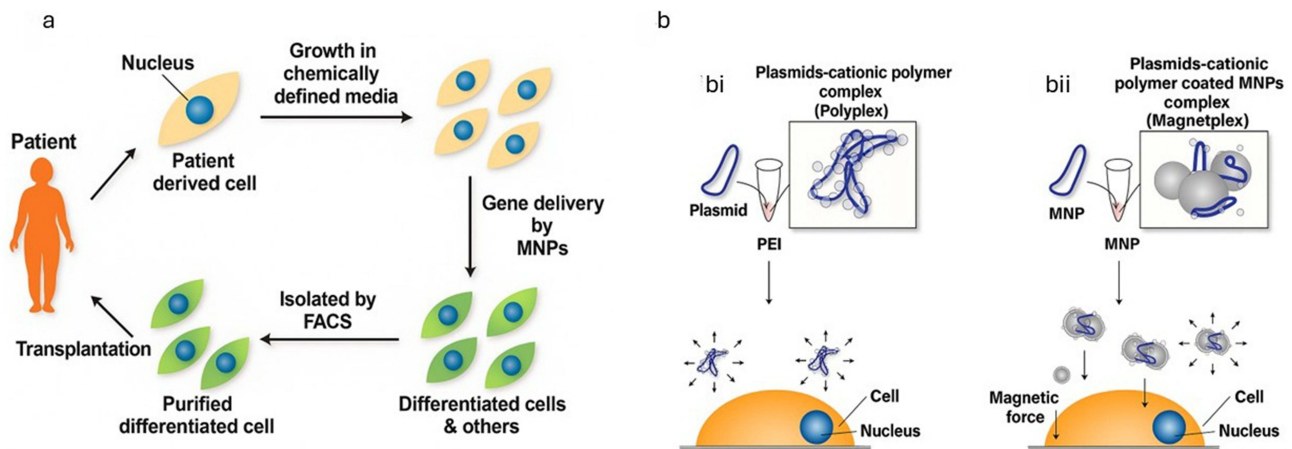 a
Nucleus
Patient
derived cell
Patient
Growth in
chemically
defined media
Gene delivery
by
MNPs
Differentiated cells
& others
Isolated by
FACS
Purified
differentiated cell
Transplantation
b
bi
Plasmids-cationic polymer
complex
(Polyplex)
Plasmid
PEI
Cell
Nucleus
bii
Plasmids-cationic
polymer coated MNPs
complex
(Magnetplex)
MNP
MNP
Magnetic
force
Cell
Nucleus